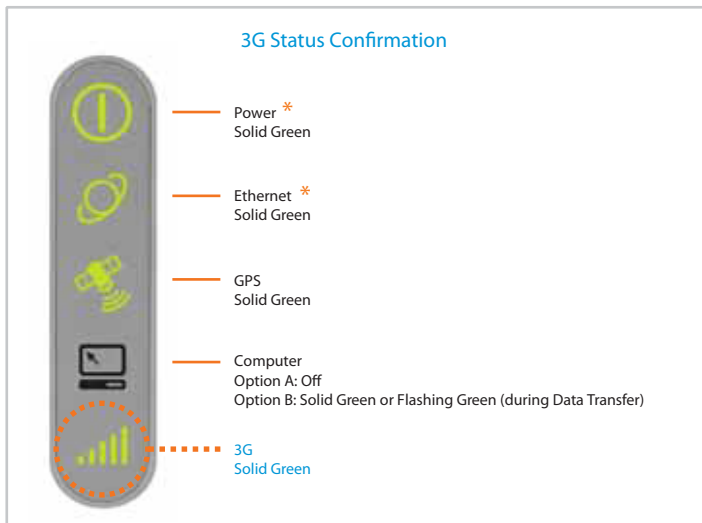 3G Status Confirmation
Power *
Solid Green
Ethernet *
Solid Green
GPS
Solid Green
Computer
Option A: Off
Option B: Solid Green or Flashing Green (during Data Transfer)
3G
Solid Green